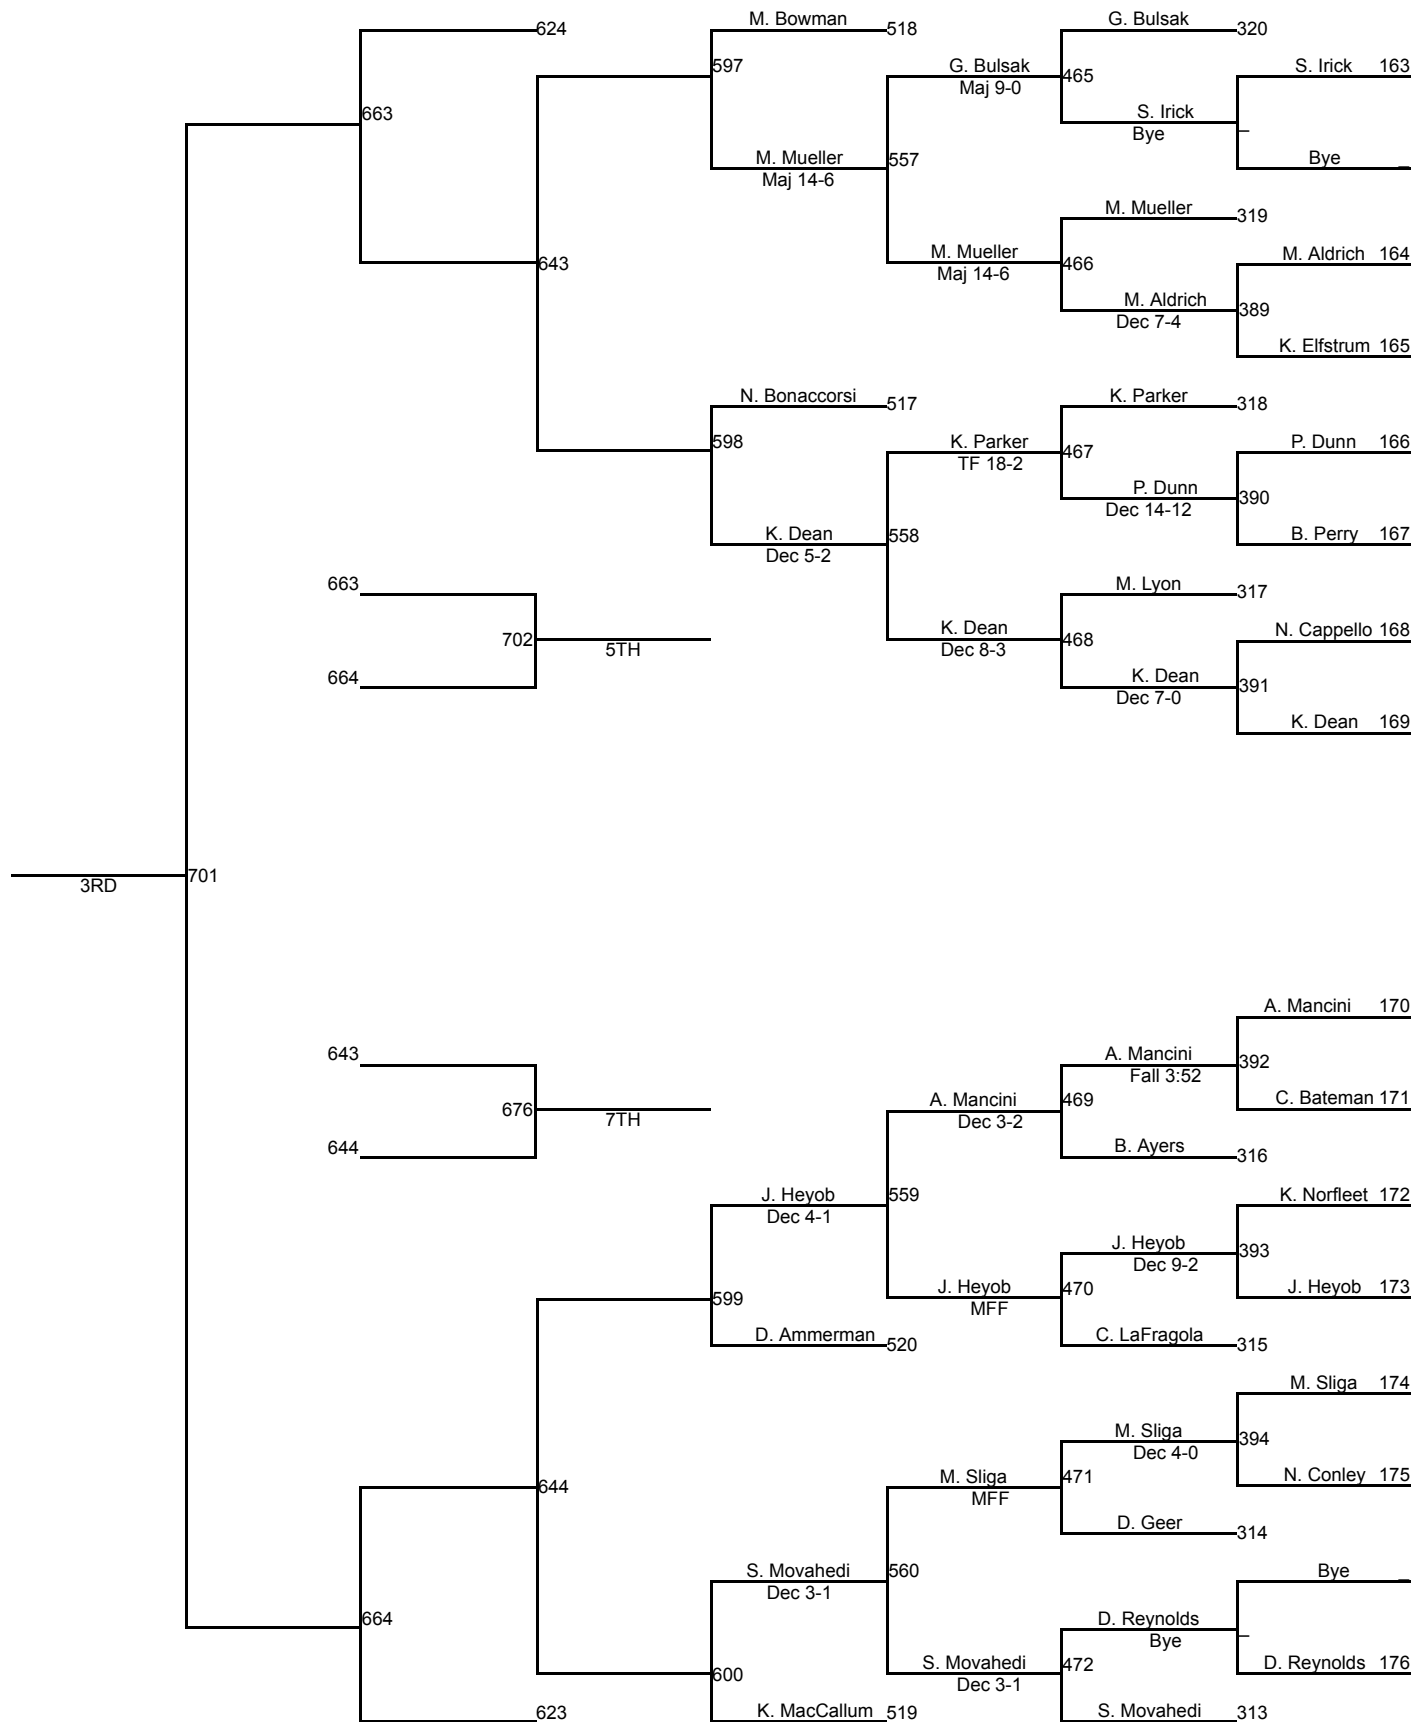 M. Bowman
518
G. Bulsak
320
624
597
G. Bulsak
Maj 9-0
465
S. Irick 163
663
S. Irick
Bye
_
M. Mueller
Maj 14-6
557
Bye _
M. Mueller
319
643
M. Mueller
Maj 14-6
466
M. Aldrich 164
M. Aldrich
Dec 7-4
389
K. Elfstrum 165
N. Bonaccorsi
517
K. Parker
318
598
K. Parker
TF 18-2
467
P. Dunn 166
P. Dunn
Dec 14-12
390
K. Dean
Dec 5-2
558
B. Perry 167
663
M. Lyon
317
702
5TH
K. Dean
Dec 8-3
468
N. Cappello 168
664
K. Dean
Dec 7-0
391
K. Dean 169
3RD
701
A. Mancini 170
643
A. Mancini
Fall 3:52
392
676
7TH
A. Mancini
Dec 3-2
469
C. Bateman 171
644
B. Ayers
316
J. Heyob
Dec 4-1
559
K. Norfleet 172
J. Heyob
Dec 9-2
393
599
J. Heyob
MFF
470
J. Heyob 173
D. Ammerman
520
C. LaFragola
315
M. Sliga 174
M. Sliga
Dec 4-0
394
644
M. Sliga
MFF
471
N. Conley 175
D. Geer
314
S. Movahedi
Dec 3-1
560
Bye _
664
D. Reynolds
Bye
_
600
S. Movahedi
Dec 3-1
472
D. Reynolds 176
623
K. MacCallum
519
S. Movahedi
313